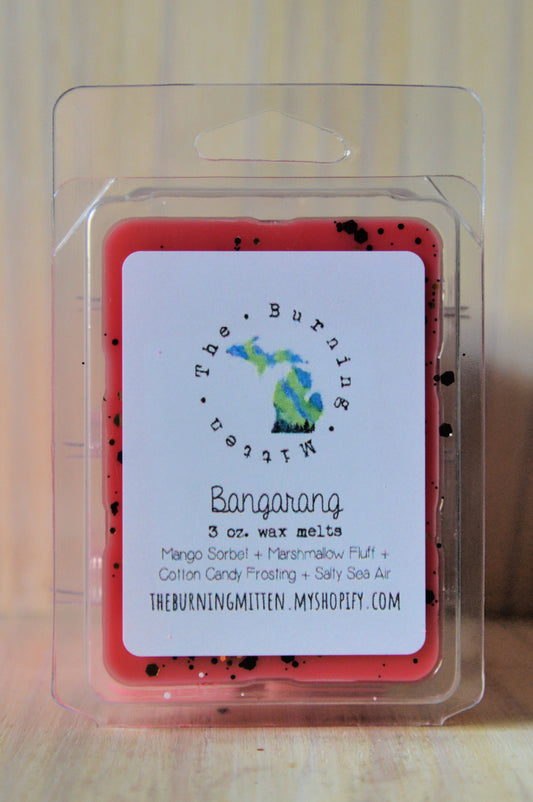 The • Burning • Mitten •
Bangarang
3 oz. wax melts
Mango Sorbet + Marshmallow Fluff +
Cotton Candy Frosting + Salty Sea Air
THEBURNINGMITTEN.MYSHOPIFY.COM